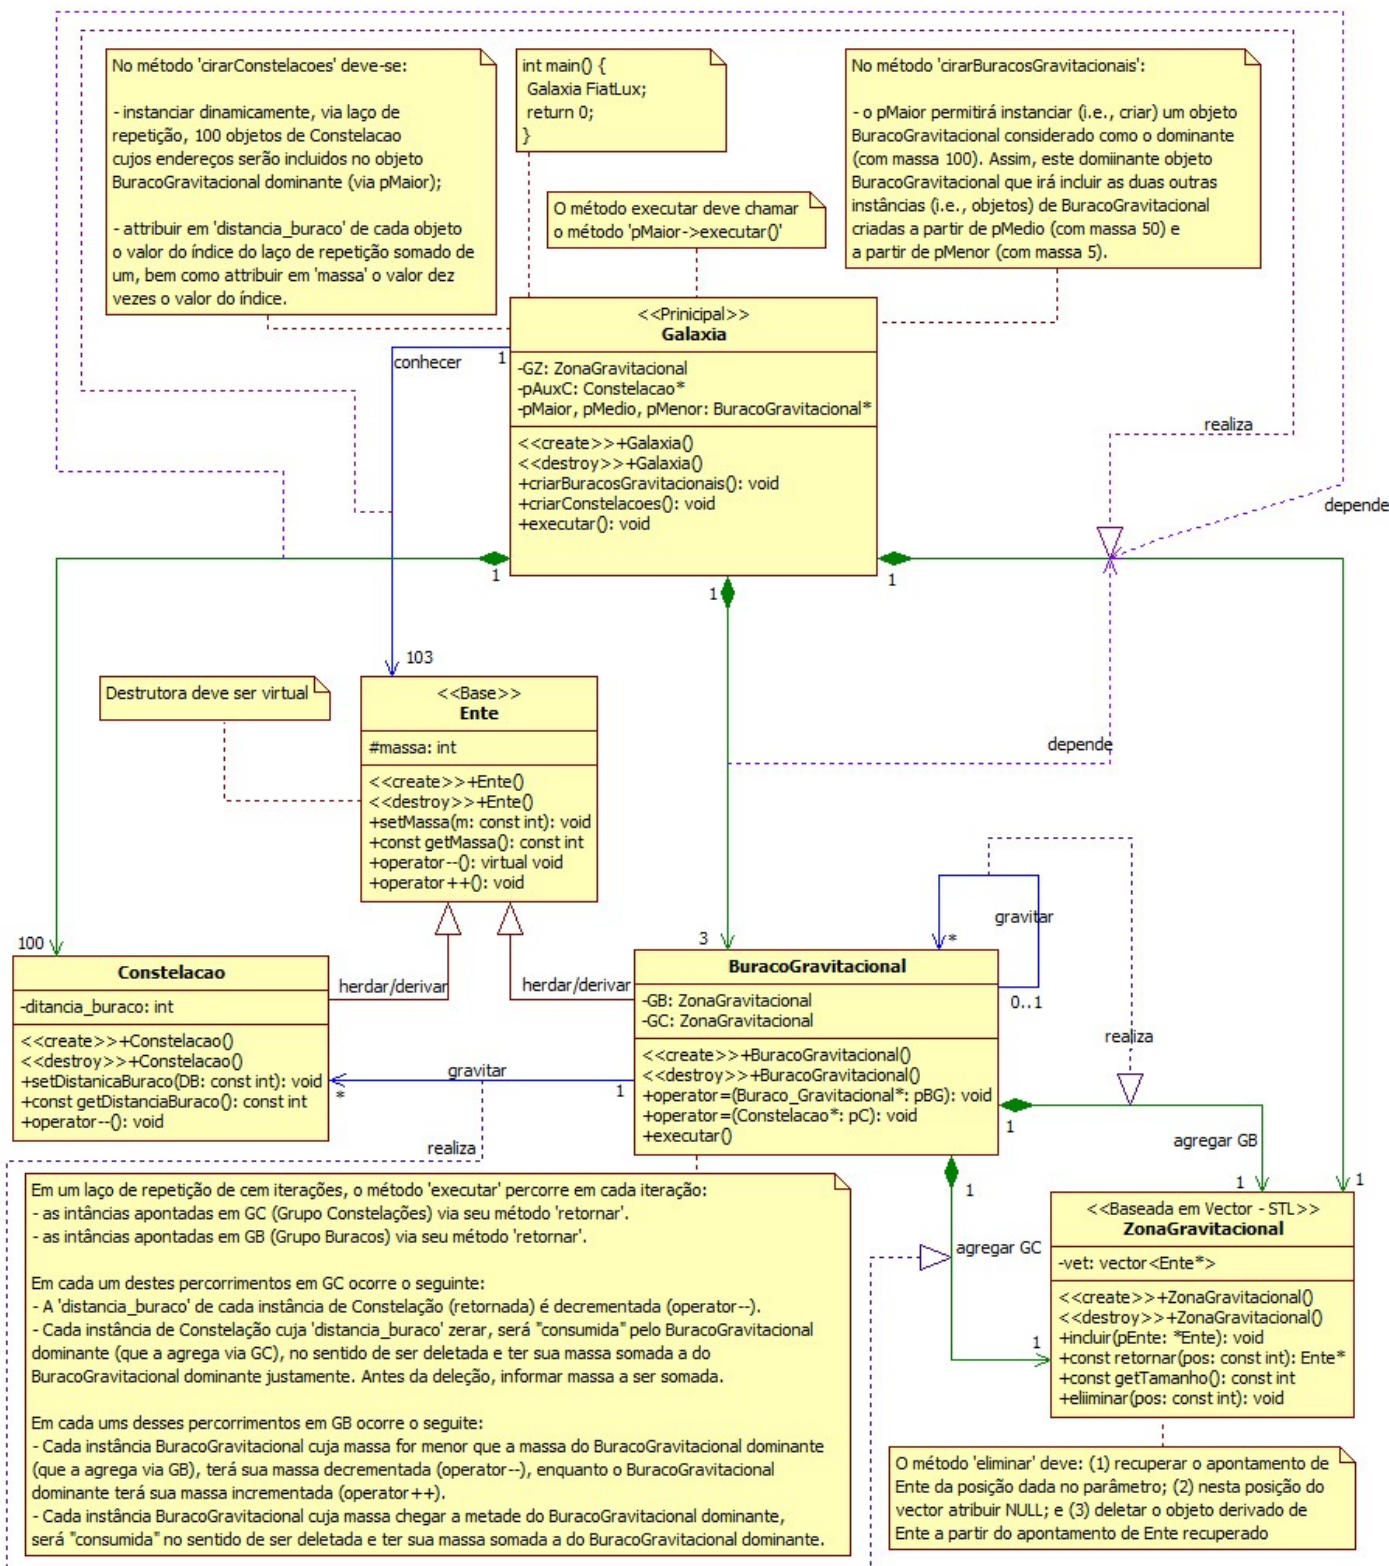 No método 'cirarConstelacoes' deve-se:
- instanciar dinamicamente, via laço de
repetição, 100 objetos de Constelacao
cujos endereços serão incluidos no objeto
BuracoGravitacional dominante (via pMaior);
- attribuir em 'distancia_buraco' de cada objeto
o valor do índice do laço de repetição somado de
um, bem como attribuir em 'massa' o valor dez
vezes o valor do índice.
int main() {
Galaxia FiatLux;
return 0;
}
O método executar deve chamar
o método 'pMaior->executar()'
No método 'cirarBuracosGravitacionais':
- o pMaior permitirá instanciar (i.e., criar) um objeto
BuracoGravitacional considerado como o dominante
(com massa 100). Assim, este domiinante objeto
BuracoGravitacional que irá incluir as duas outras
instâncias (i.e., objetos) de BuracoGravitacional
criadas a partir de pMedio (com massa 50) e
a partir de pMenor (com massa 5).
<<Prinicipal>>
Galaxia
-GZ: ZonaGravitacional
-pAuxC: Constelacao*
-pMaior, pMedio, pMenor: BuracoGravitacional*
<<create>>+Galaxia()
<<destroy>>+Galaxia()
+criarBuracosGravitacionais(): void
+criarConstelacoes(): void
+executar(): void
conhecer
1
realiza
depende
1
1
1
103
Destrutora deve ser virtual
<<Base>>
Ente
#massa: int
<<create>>+Ente()
<<destroy>>+Ente()
+setMassa(m: const int): void
+const getMassa(): const int
+operator--(): virtual void
+operator++(): void
depende
gravitar
*
0..1
100
3
herdar/derivar
herdar/derivar
Constelacao
-ditancia_buraco: int
<<create>>+Constelacao()
<<destroy>>+Constelacao()
+setDistanicaBuraco(DB: const int): void
+const getDistanciaBuraco(): const int
+operator--(): void
gravitar
*
1
realiza
BuracoGravitacional
-GB: ZonaGravitacional
-GC: ZonaGravitacional
<<create>>+BuracoGravitacional()
<<destroy>>+BuracoGravitacional()
+operator=(Buraco_Gravitacional*: pBG): void
+operator=(Constelacao*: pC): void
+executar()
realiza
1
agregar GB
1
1
1
agregar GC
1
<<Baseada em Vector - STL>>
ZonaGravitacional
-vet: vector<Ente*>
<<create>>+ZonaGravitacional()
<<destroy>>+ZonaGravitacional()
+incluir(pEnte: *Ente): void
+const retornar(pos: const int): Ente*
+const getTamanho(): const int
+eliiminar(pos: const int): void
Em um laço de repetição de cem iterações, o método 'executar' percorre em cada iteração:
- as intâncias apontadas em GC (Grupo Constelações) via seu método 'retornar'.
- as intâncias apontadas em GB (Grupo Buracos) via seu método 'retornar'.
Em cada um destes percorrimentos em GC ocorre o seguinte:
- A 'distancia_buraco' de cada instância de Constelação (retornada) é decrementada (operator--).
- Cada instância de Constelação cuja 'distancia_buraco' zerar, será "consumida" pelo BuracoGravitacional
dominante (que a agrega via GC), no sentido de ser deletada e ter sua massa somada a do
BuracoGravitacional dominante justamente. Antes da deleção, informar massa a ser somada.
Em cada ums desses percorrimentos em GB ocorre o seguite:
- Cada instância BuracoGravitacional cuja massa for menor que a massa do BuracoGravitacional dominante
(que a agrega via GB), terá sua massa decrementada (operator--), enquanto o BuracoGravitacional
dominante terá sua massa incrementada (operator++).
- Cada instância BuracoGravitacional cuja massa chegar a metade do BuracoGravitacional dominante,
será "consumida" no sentido de ser deletada e ter sua massa somada a do BuracoGravitacional dominante.
O método 'eliminar' deve: (1) recuperar o apontamento de
Ente da posição dada no parâmetro; (2) nesta posição do
vector atribuir NULL; e (3) deletar o objeto derivado de
Ente a partir do apontamento de Ente recuperado